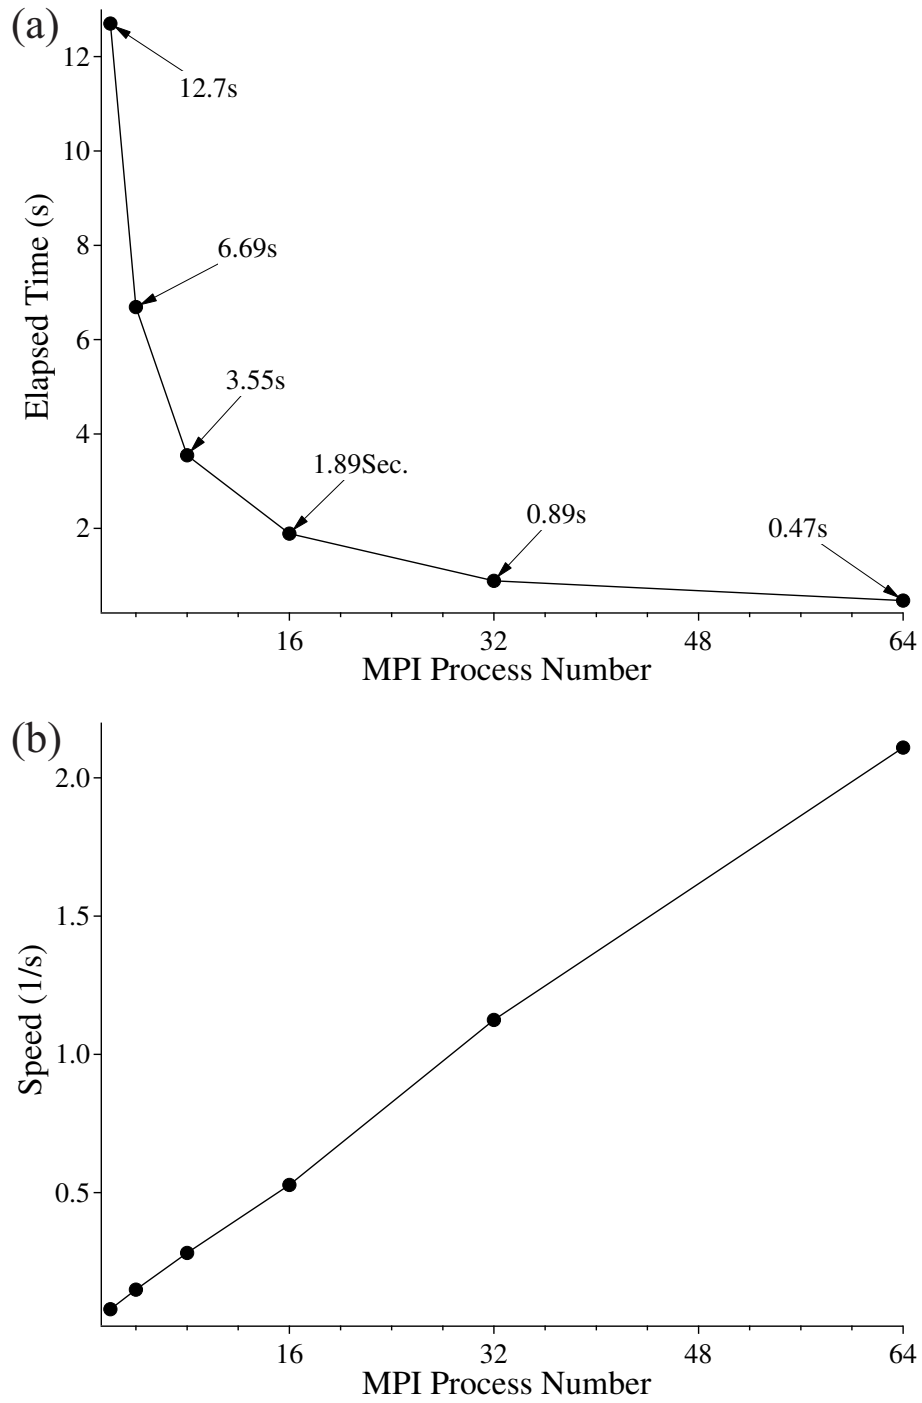 (a)
12
10
8
6
4
2
Elapsed Time (s)
12.7s
6.69s
3.55s
1.89Sec.
0.89s
0.47s
16 32 48 64
MPI Process Number
(b)
2.0
1.5
1.0
0.5
Speed (1/s)
16 32 48 64
MPI Process Number